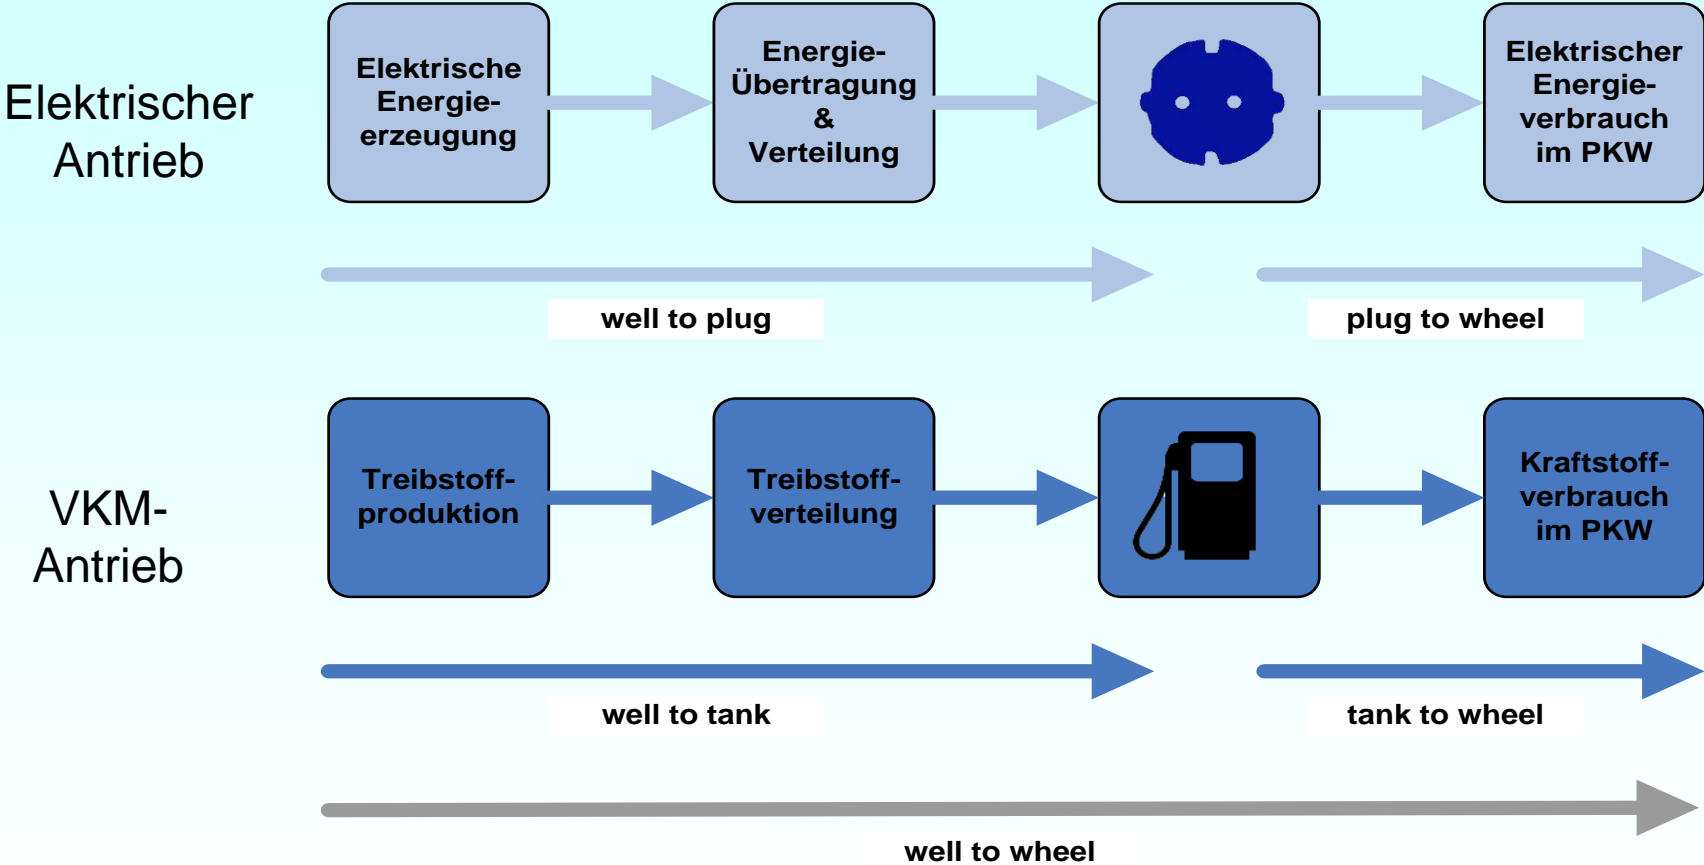 Elektrischer
Antrieb
Elektrische
Energie-
erzeugung
Energie-
Übertragung
&
Verteilung
Elektrischer
Energie-
verbrauch
im PKW
well to plug
plug to wheel
VKM-
Antrieb
Treibstoff-
produktion
Treibstoff-
verteilung
Kraftstoff-
verbrauch
im PKW
well to tank
tank to wheel
well to wheel